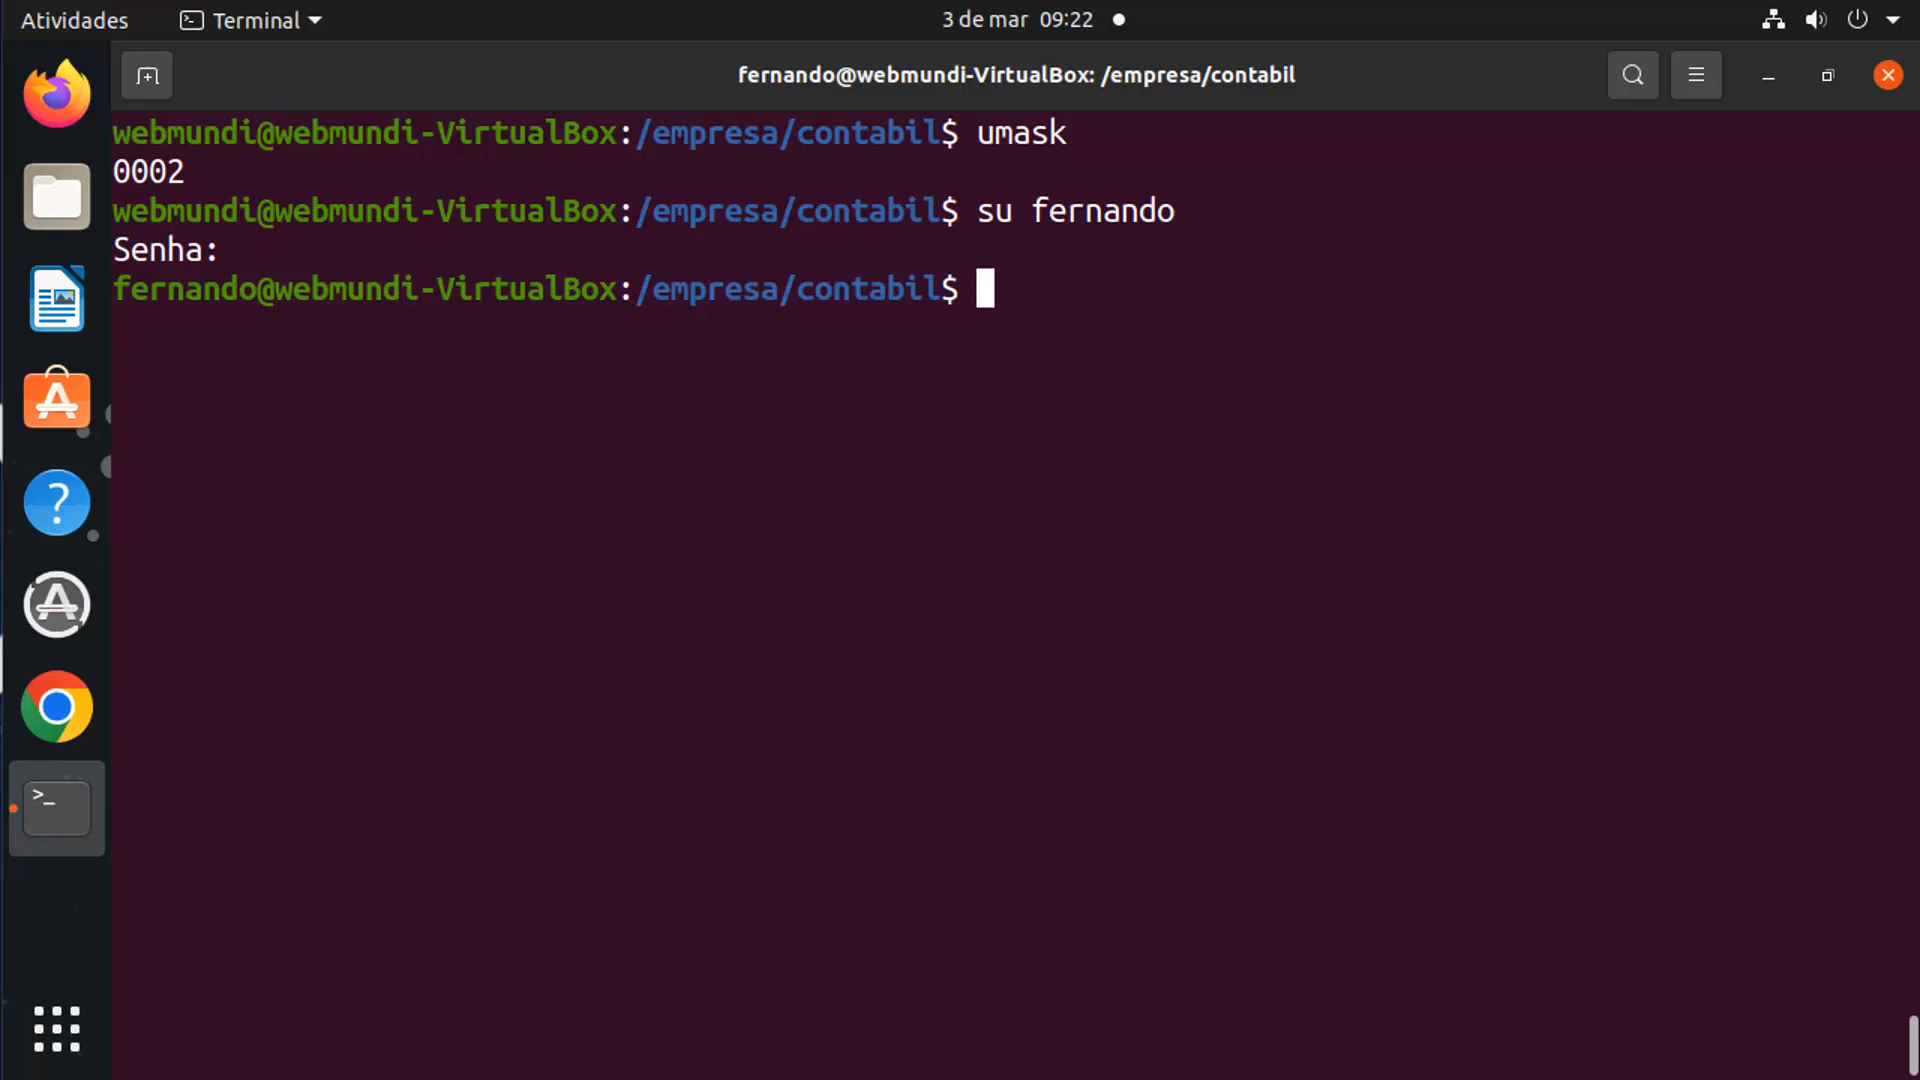 Atividades Terminal 3 de mar 09:22
fernando@webmundi-VirtualBox: /empresa/contabil
webmundi@webmundi-VirtualBox:/empresa/contabil$ umask
0002
webmundi@webmundi-VirtualBox:/empresa/contabil$ su fernando
Senha:
fernando@webmundi-VirtualBox:/empresa/contabil$